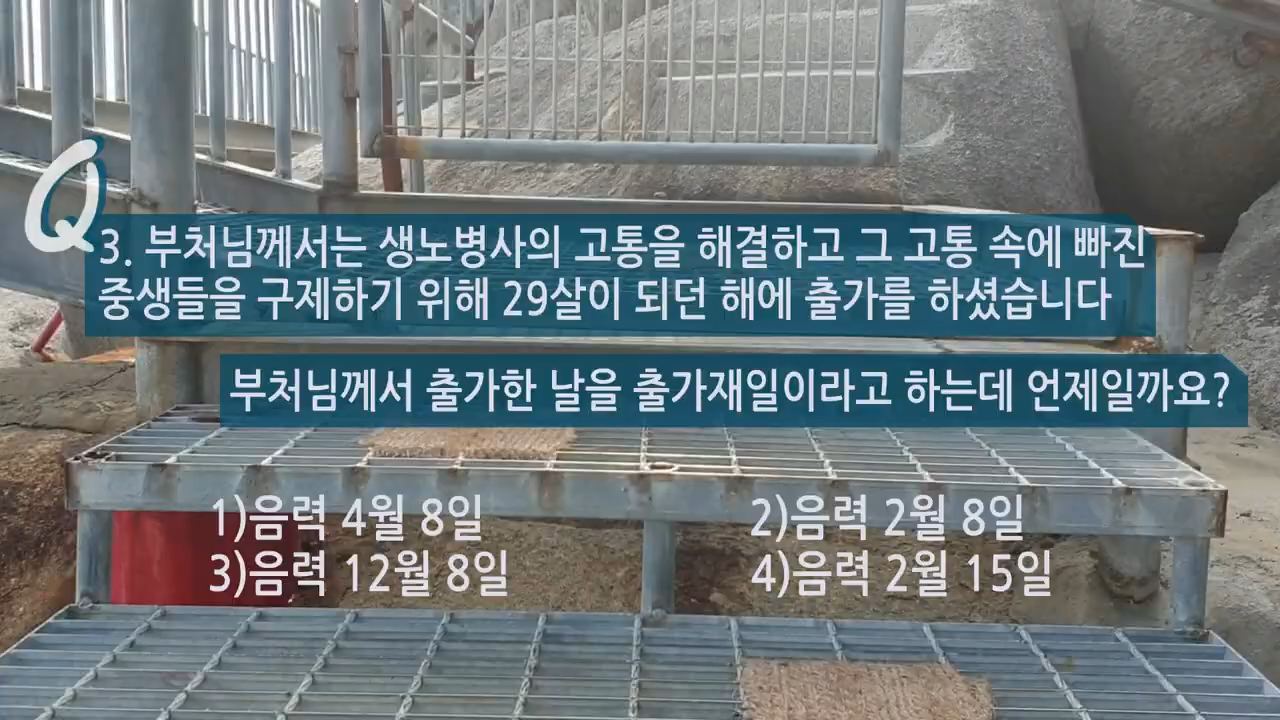 Q
3. 부처님께서는 생노병사의 고통을 해결하고 그 고통 속에 빠진
중생들을 구제하기 위해 29살이 되던 해에 출가를 하셨습니다
부처님께서 출가한 날을 출가재일이라고 하는데 언제일까요?
1)음력 4월 8일
2)음력 2월 8일
3)음력 12월 8일
4)음력 2월 15일